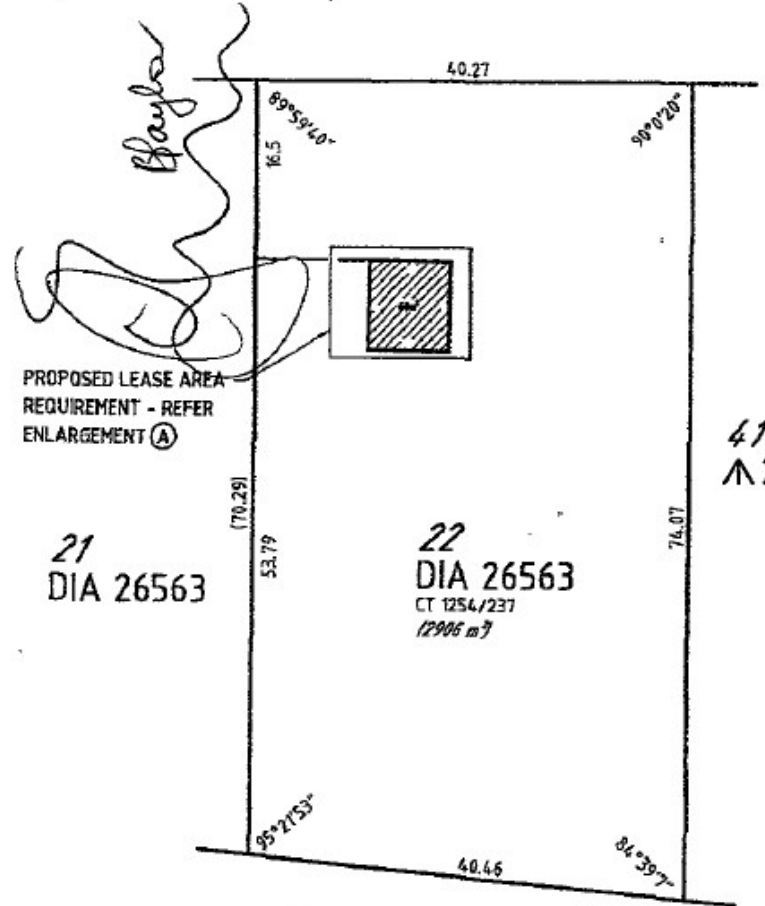 40.27
89°59'40"
90°0'20"
16.5
PROPOSED LEASE AREA
REQUIREMENT - REFER
ENLARGEMENT Ⓐ
(70.29)
53.79
74.07
41
21
DIA 26563
22
DIA 26563
CT 1254/237
(2906 m²)
95°21'53"
84°39'7"
40.46